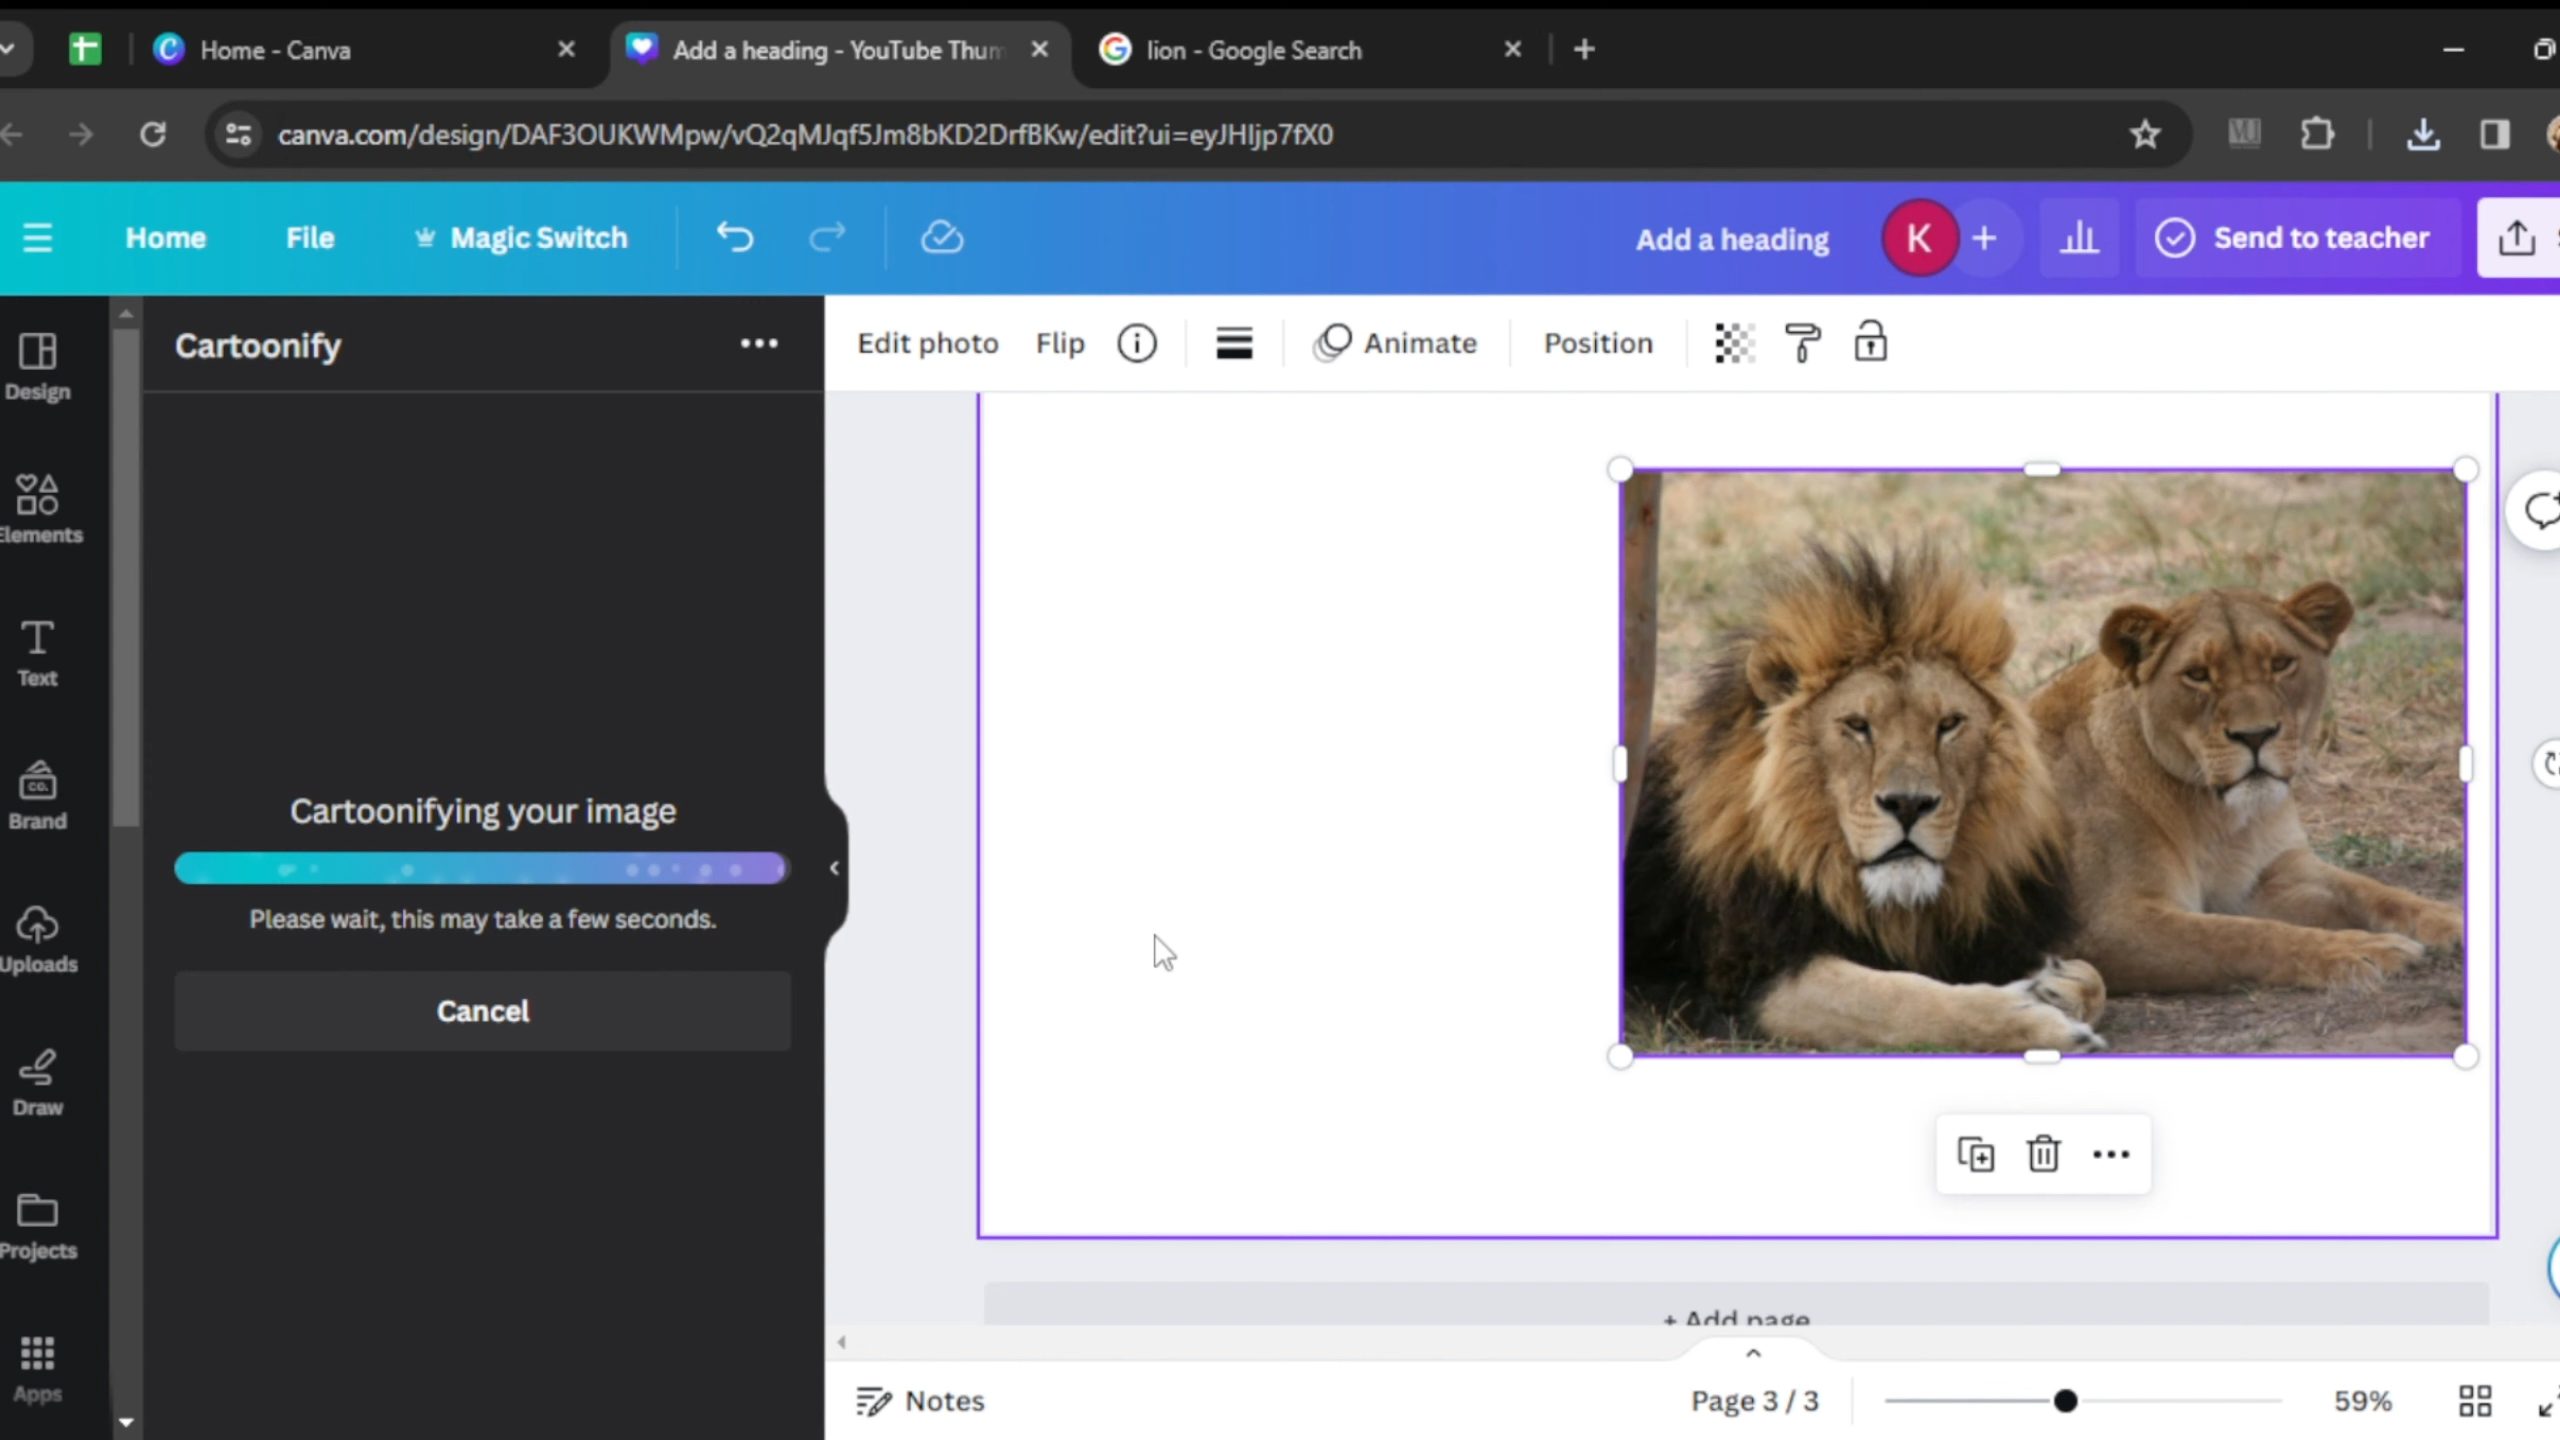 Home - Canva
Add a heading - YouTube Thum
lion - Google Search
canva.com/design/DAF3OUKWMpw/vQ2qMJqf5Jm8bKD2DrfBKw/edit?ui=eyJHIjp7fX0
Home
File
Magic Switch
Add a heading
K
Send to teacher
Design
Elements
Text
CO.
Brand
Uploads
Draw
Projects
Apps
Cartoonify
Cartoonifying your image
Please wait, this may take a few seconds.
Cancel
Edit photo
Flip
Animate
Position
+ Add page
Notes
Page 3 / 3
59%